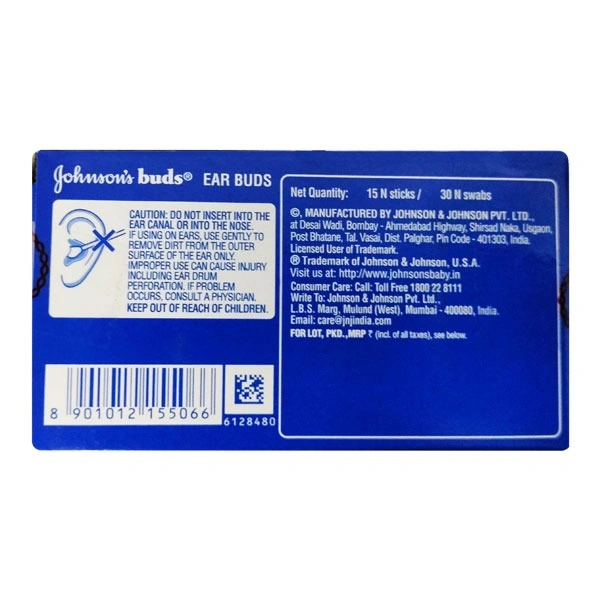 Johnson's buds® EAR BUDS
CAUTION: DO NOT INSERT INTO THE
EAR CANAL OR INTO THE NOSE.
IF USING ON EARS, USE GENTLY TO
REMOVE DIRT FROM THE OUTER
SURFACE OF THE EAR ONLY.
IMPROPER USE CAN CAUSE INJURY
INCLUDING EAR DRUM
PERFORATION. IF PROBLEM
OCCURS, CONSULT A PHYSICIAN.
KEEP OUT OF REACH OF CHILDREN.
8 901012 155066
6128480
Net Quantity: 15 N sticks / 30 N swabs
©, MANUFACTURED BY JOHNSON & JOHNSON PVT. LTD.,
at Desai Wadi, Bombay - Ahmedabad Highway, Shirsad Naka, Usgaon,
Post Bhatane, Tal. Vasai, Dist. Palghar, Pin Code - 401303, India.
Licensed User of Trademark.
® Trademark of Johnson & Johnson, U.S.A.
Visit us at: http://www.johnsonsbaby.in
Consumer Care: Call: Toll Free 1800 22 8111
Write To: Johnson & Johnson Pvt. Ltd.,
L.B.S. Marg, Mulund (West). Mumbai - 400080, India.
Email: care@jnjindia.com
FOR LOT, PKD.,MRP ₹ (incl. of all taxes), see below.